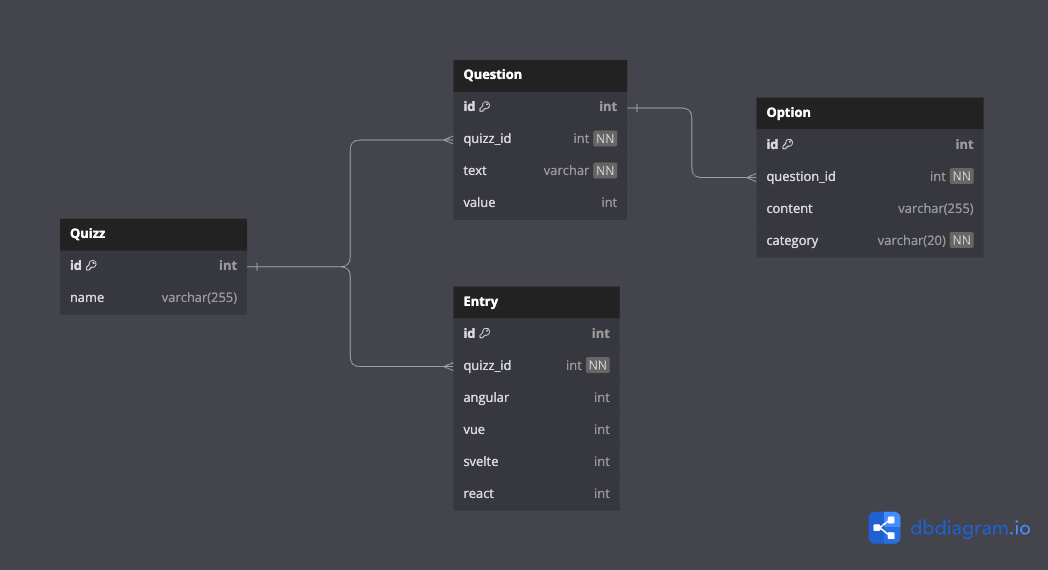 Quizz
id int
name varchar(255)
Question
id int
quizz_id int NN
text varchar NN
value int
Entry
id int
quizz_id int NN
angular int
vue int
svelte int
react int
Option
id int
question_id int NN
content varchar(255)
category varchar(20) NN
dbdiagram.io